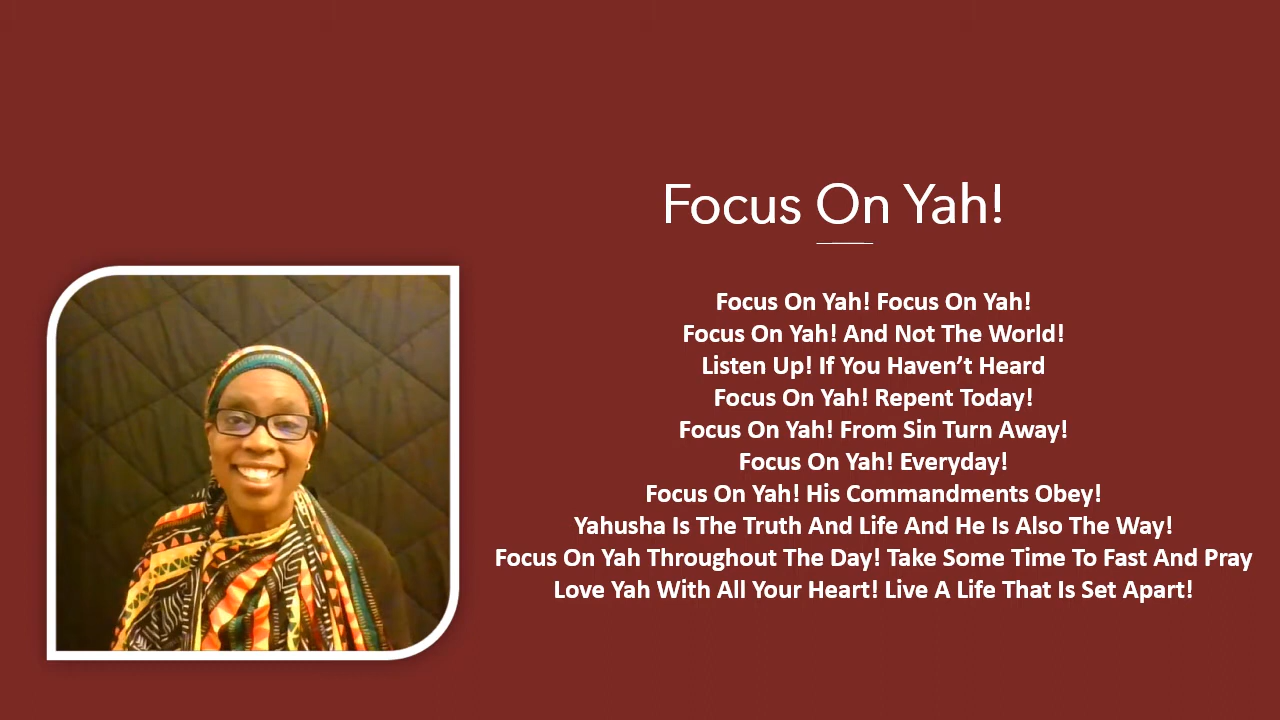 Focus On Yah!
Focus On Yah! Focus On Yah!
Focus On Yah! And Not The World!
Listen Up! If You Haven’t Heard
Focus On Yah! Repent Today!
Focus On Yah! From Sin Turn Away!
Focus On Yah! Everyday!
Focus On Yah! His Commandments Obey!
Yahusha Is The Truth And Life And He Is Also The Way!
Focus On Yah Throughout The Day! Take Some Time To Fast And Pray
Love Yah With All Your Heart! Live A Life That Is Set Apart!